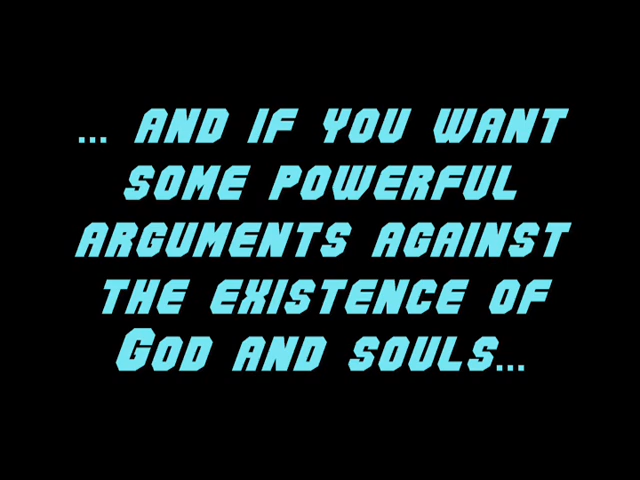 ... AND IF YOU WANT
SOME POWERFUL
ARGUMENTS AGAINST
THE EXISTENCE OF
GOD AND SOULS...